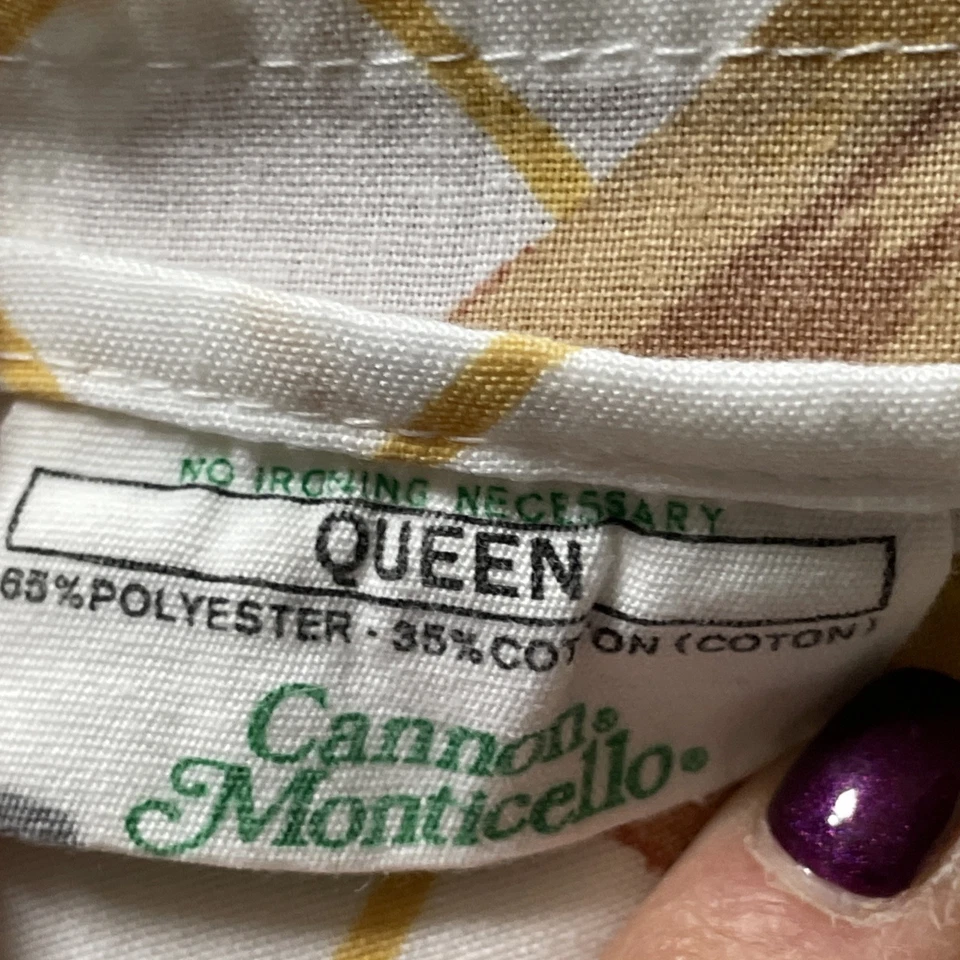 NO IRONING NECESSARY
QUEEN
65%POLYESTER · 35%COTTON (COTON)
Cannon®
Monticello®